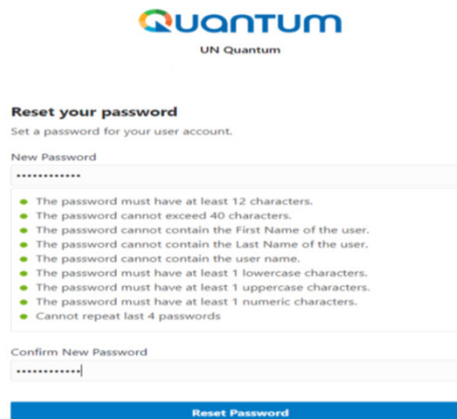 QUANTUM
UN Quantum
Reset your password
Set a password for your user account.
New Password
••••••••••••
The password must have at least 12 characters.
The password cannot exceed 40 characters.
The password cannot contain the First Name of the user.
The password cannot contain the Last Name of the user.
The password cannot contain the user name.
The password must have at least 1 lowercase characters.
The password must have at least 1 uppercase characters.
The password must have at least 1 numeric characters.
Cannot repeat last 4 passwords
Confirm New Password
••••••••••••
Reset Password